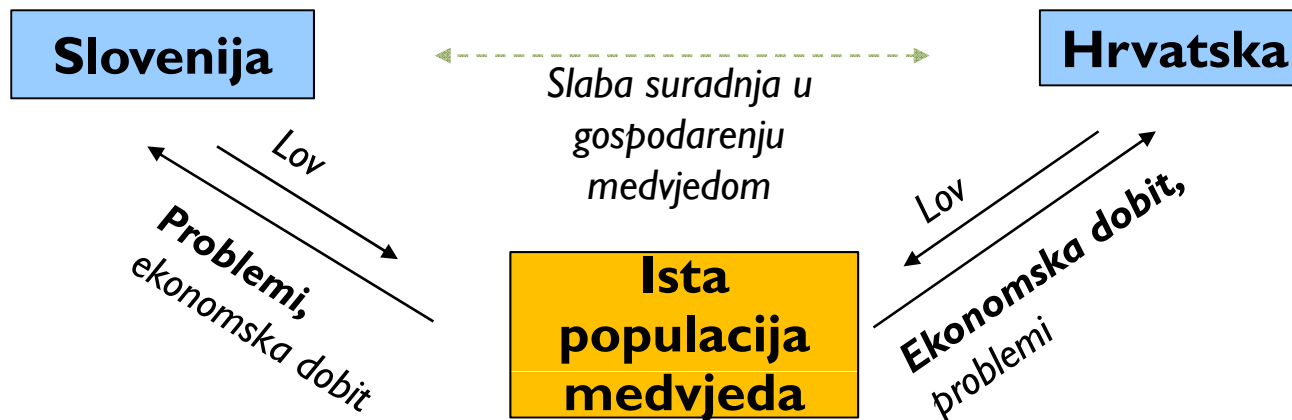 Slovenija
Hrvatska
Slaba suradnja u
gospodarenju
medvjedom
Lov
Problemi,
ekonomska dobit
Lov
Ekonomska dobit,
problemi
Ista
populacija
medvjeda